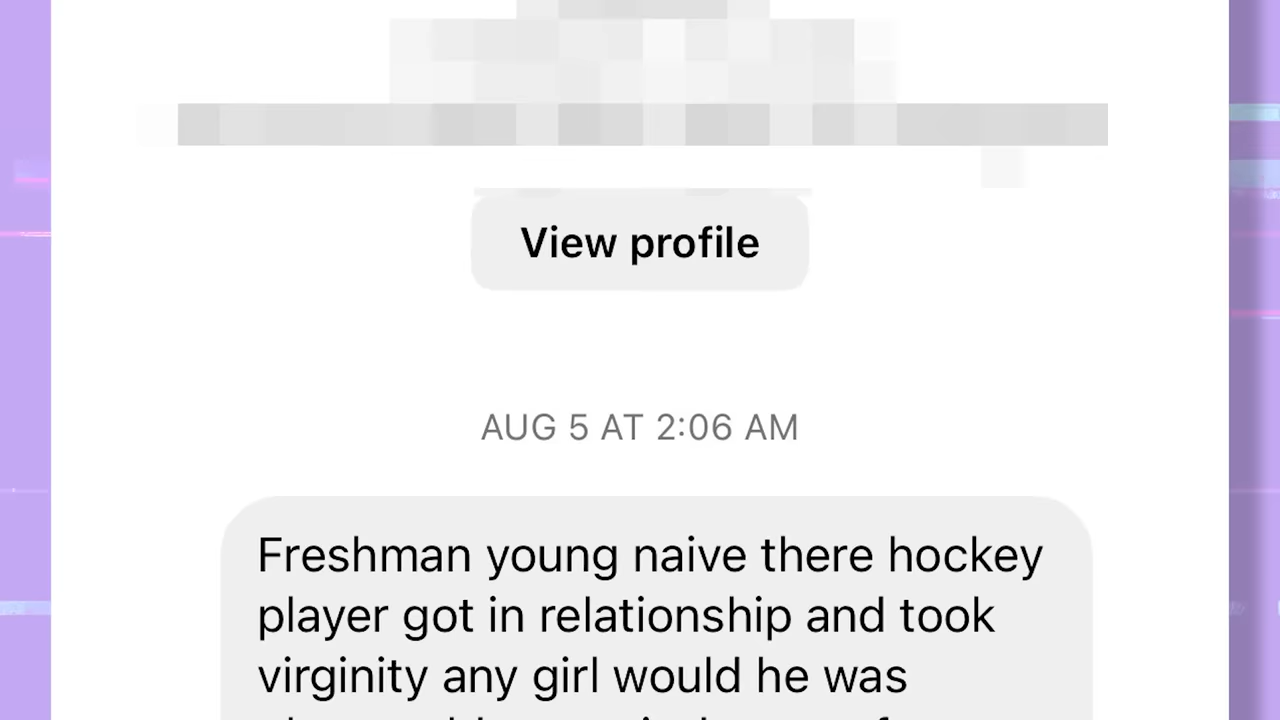 View profile
AUG 5 AT 2:06 AM
Freshman young naive there hockey
player got in relationship and took
virginity any girl would he was